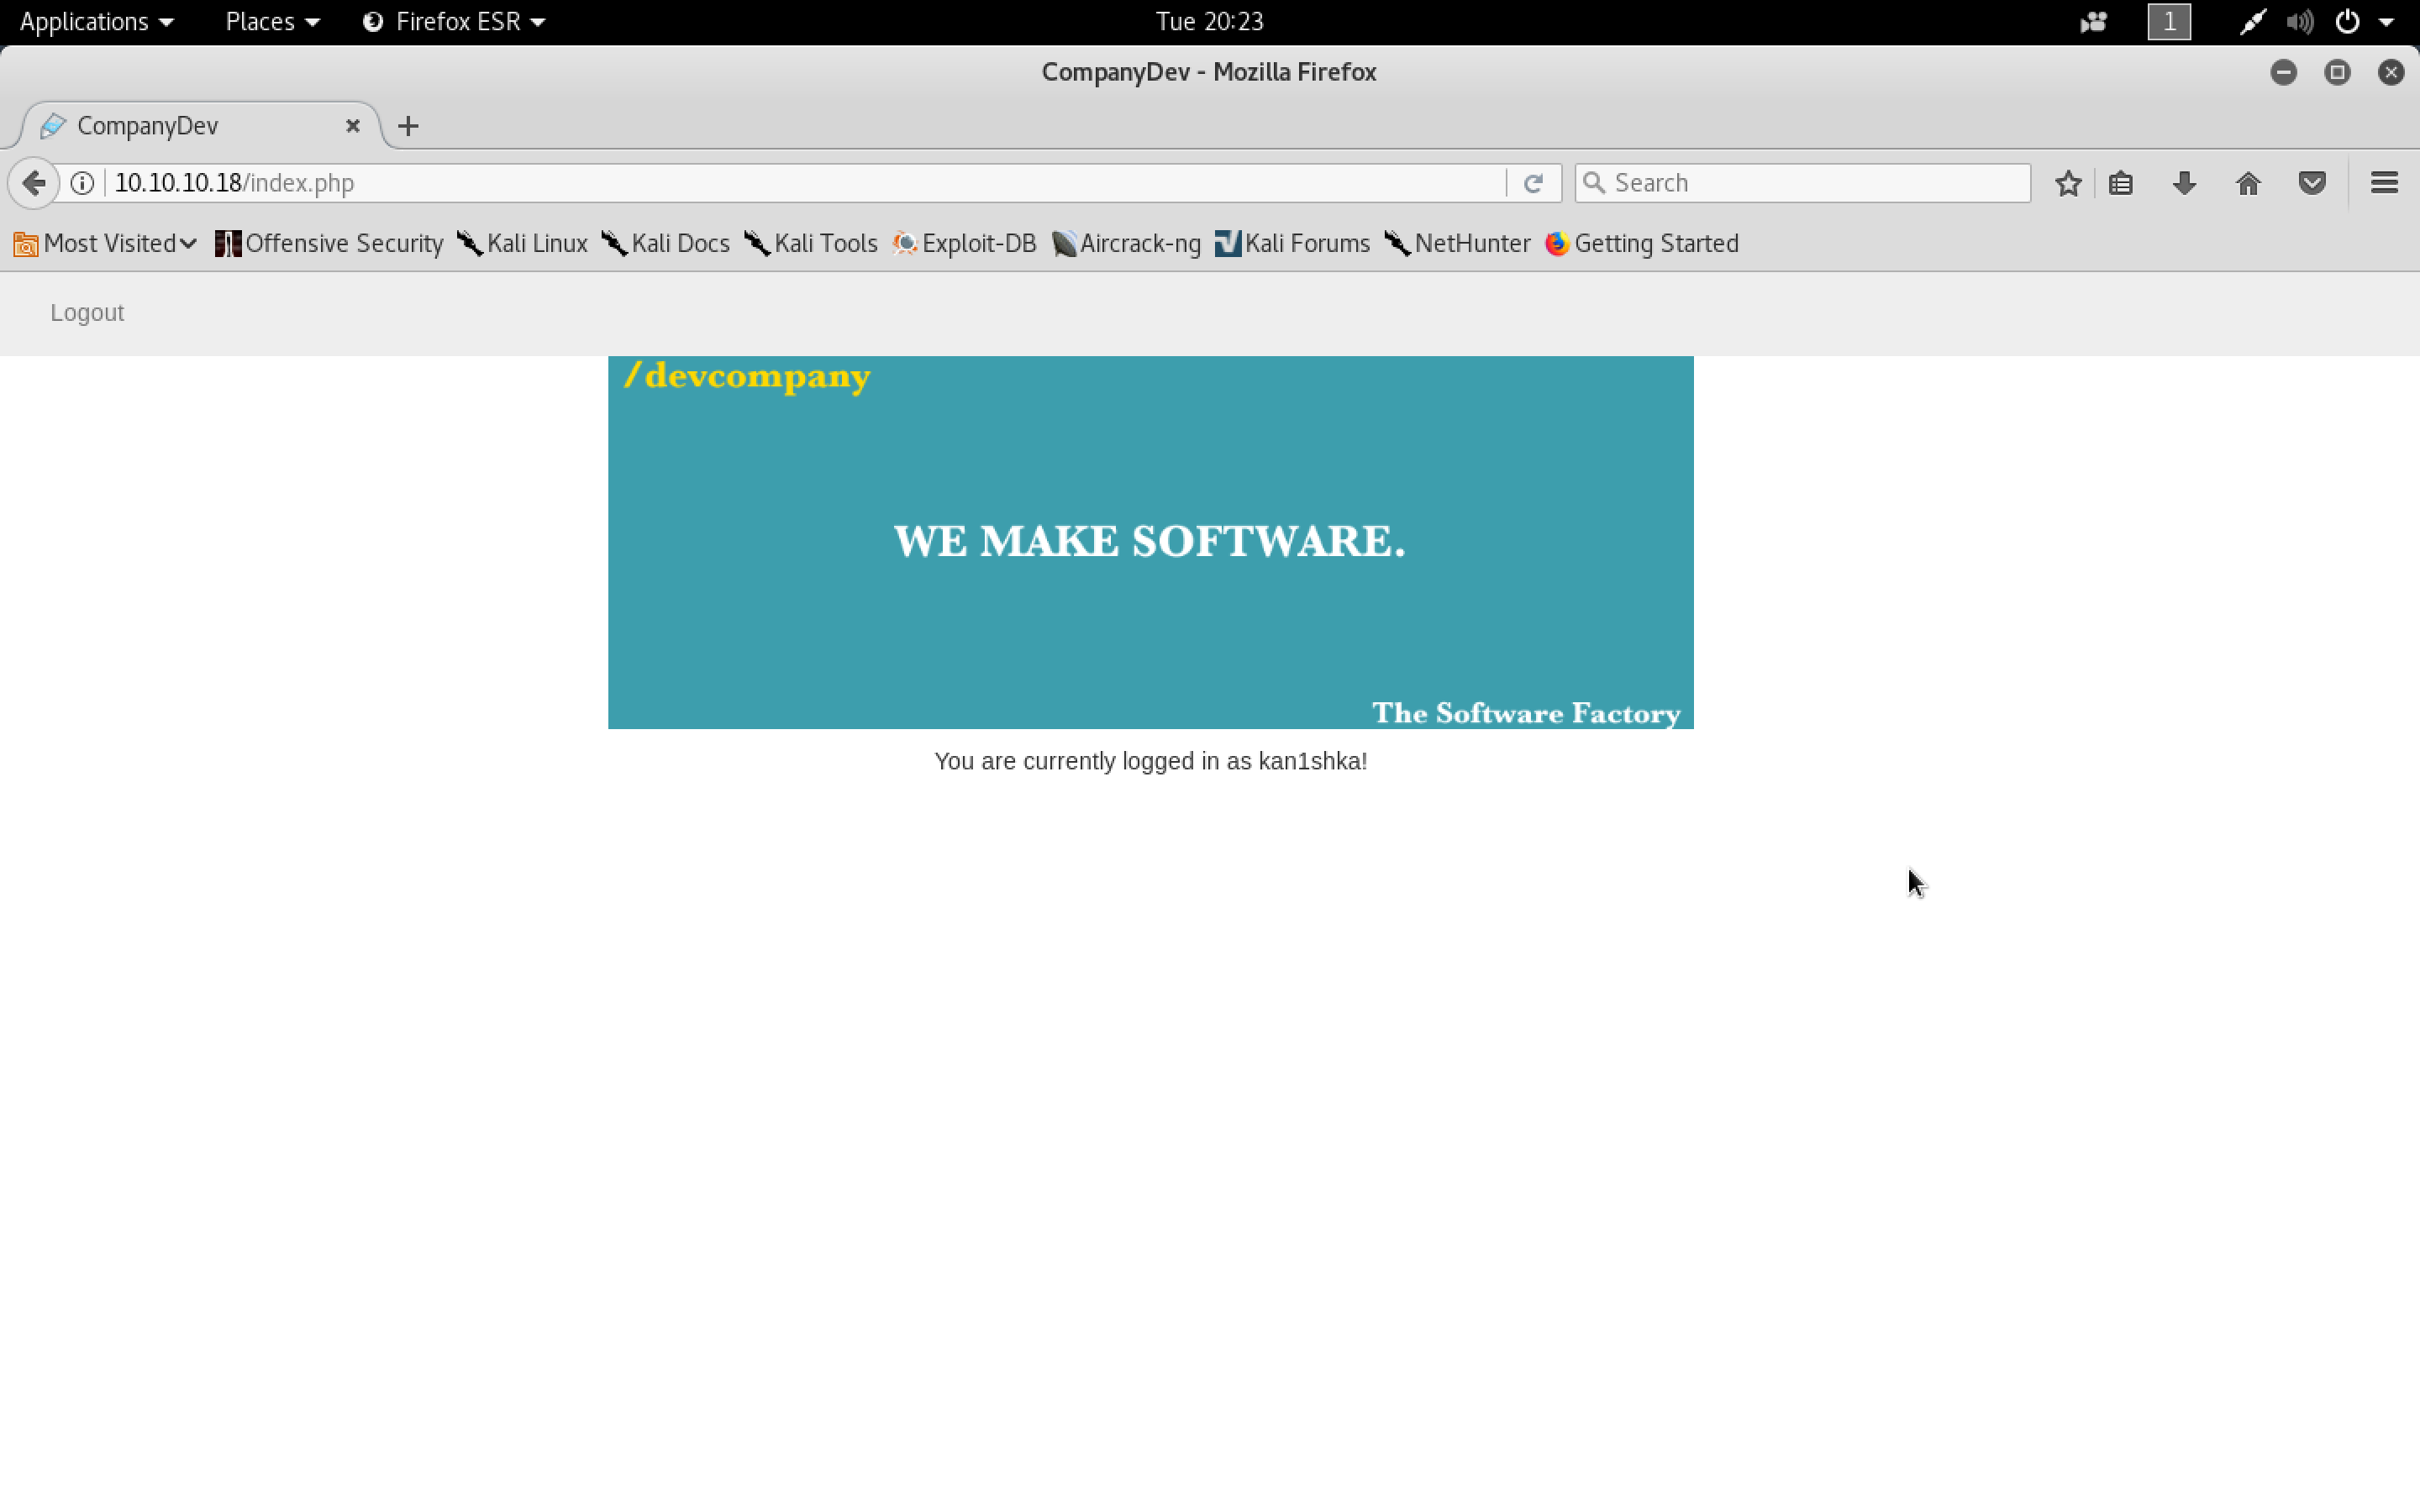 Applications Places Firefox ESR Tue 20:23 1
CompanyDev - Mozilla Firefox
CompanyDev
10.10.10.18/index.php Search
Most Visited Offensive Security Kali Linux Kali Docs Kali Tools Exploit-DB Aircrack-ng Kali Forums NetHunter Getting Started
Logout
/devcompany
WE MAKE SOFTWARE.
The Software Factory
You are currently logged in as kan1shka!